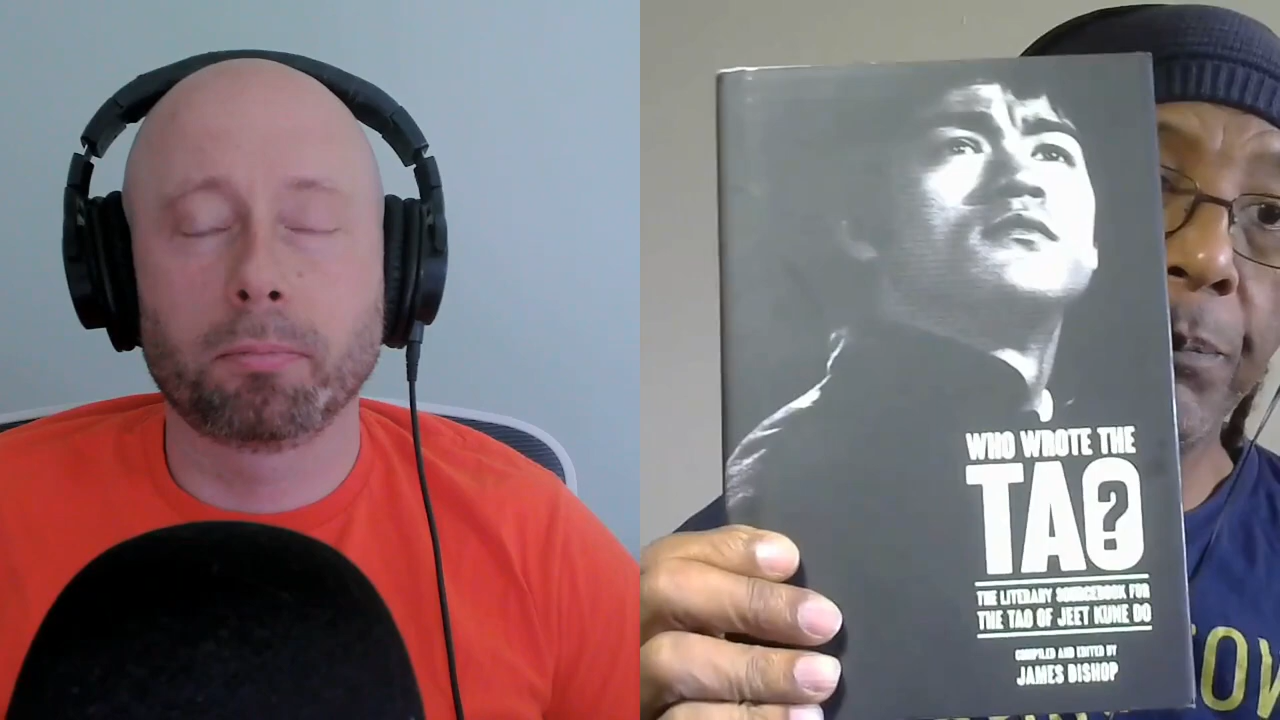 WHO WROTE THE
TAO?
THE LITERARY SOURCEBOOK FOR
THE TAO OF JEET KUNE DO
COMPILED AND EDITED BY
JAMES BISHOP